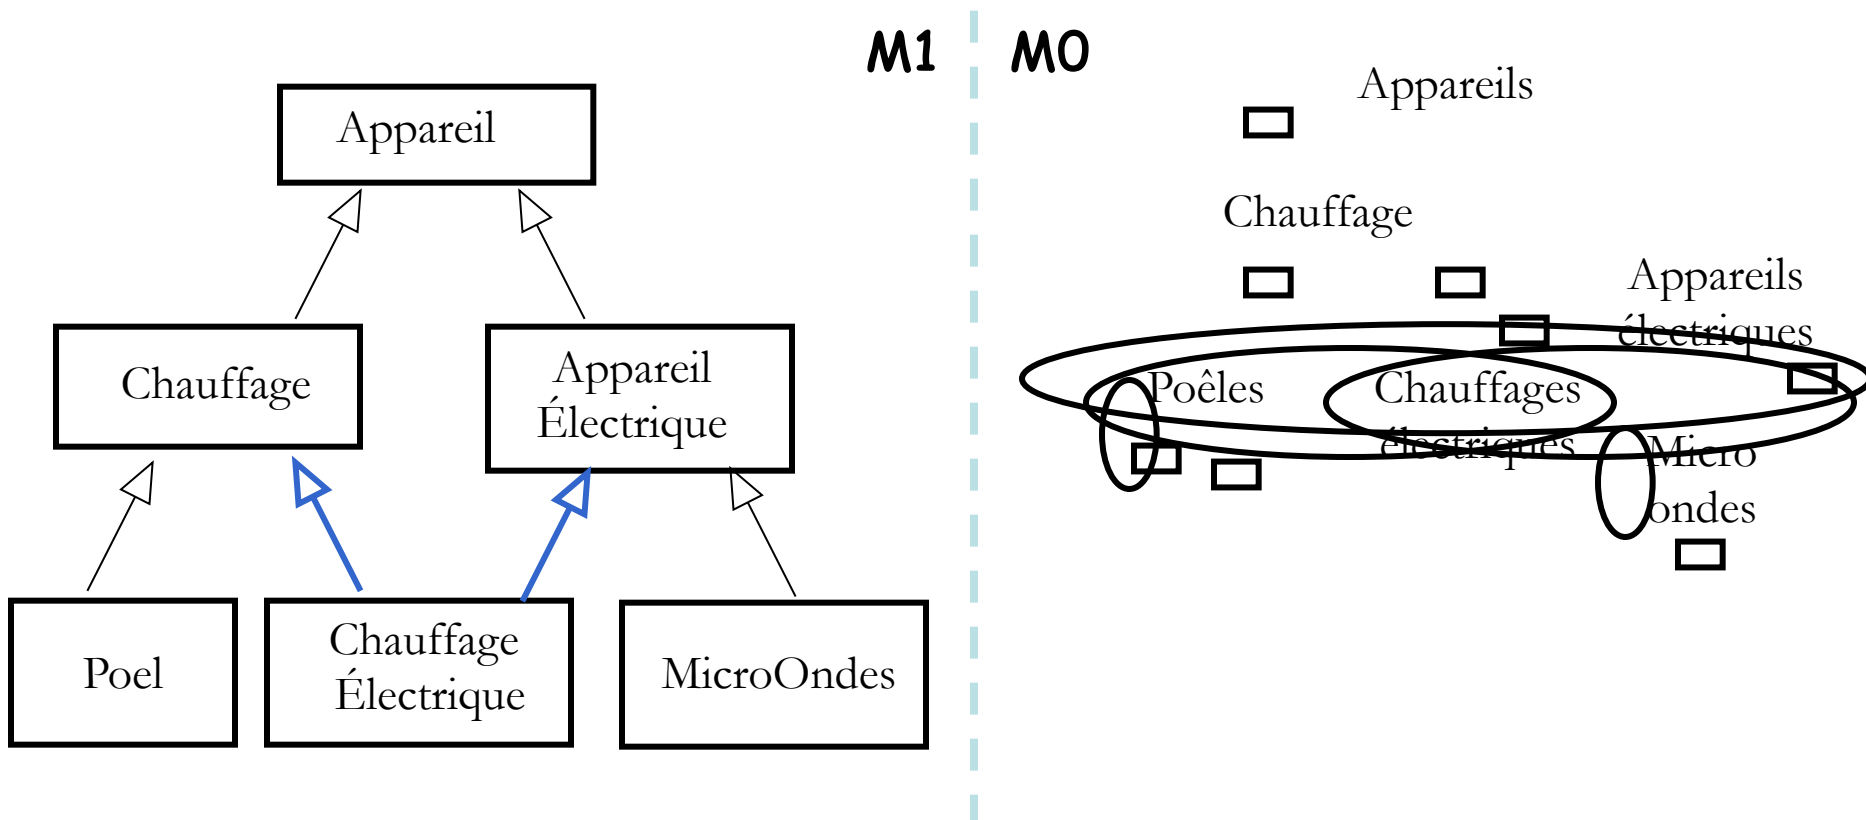 M1
M0
Appareil
Chauffage
Appareil
Électrique
Poel
Chauffage
Électrique
MicroOndes
Appareils
Chauffage
Appareils
électriques
Poêles
Chauffages
électriques
Micro
ondes